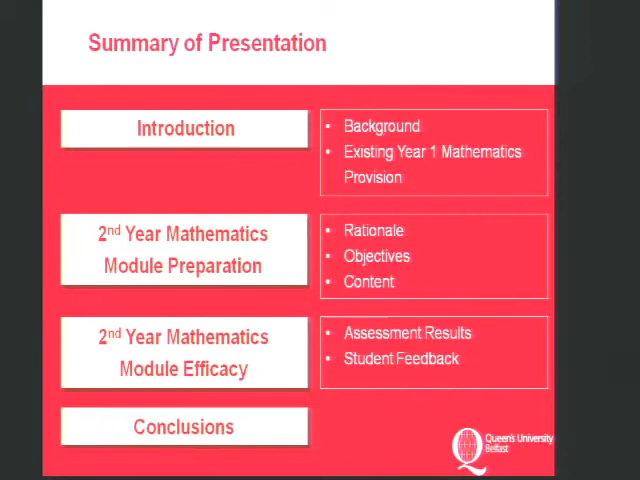 Summary of Presentation
Introduction
• Background
• Existing Year 1 Mathematics
Provision
2nd Year Mathematics
Module Preparation
• Rationale
• Objectives
• Content
2nd Year Mathematics
Module Efficacy
• Assessment Results
• Student Feedback
Conclusions
Queen's University
Belfast